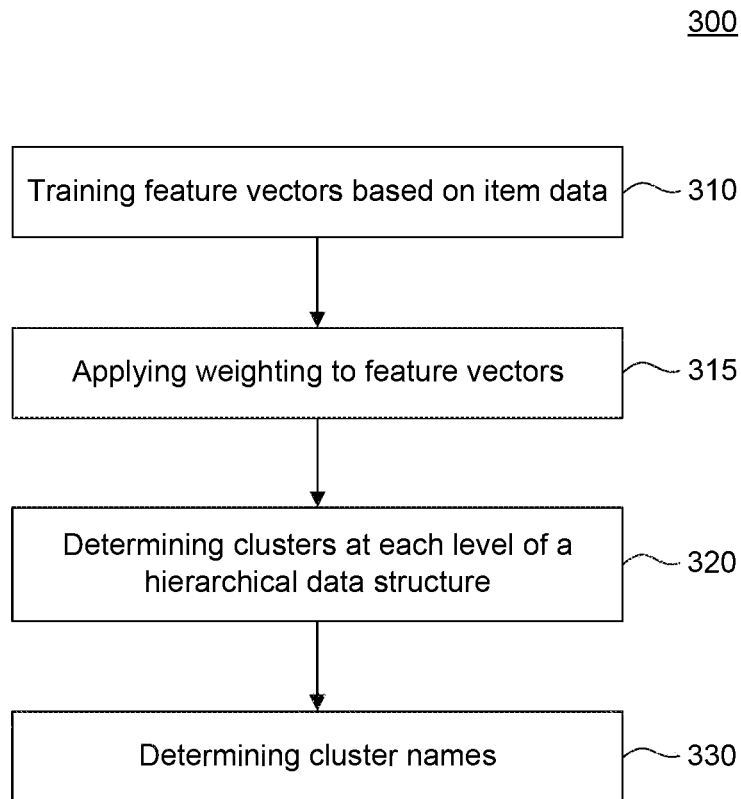 300
Training feature vectors based on item data
310
Applying weighting to feature vectors
315
Determining clusters at each level of a
hierarchical data structure
320
Determining cluster names
330